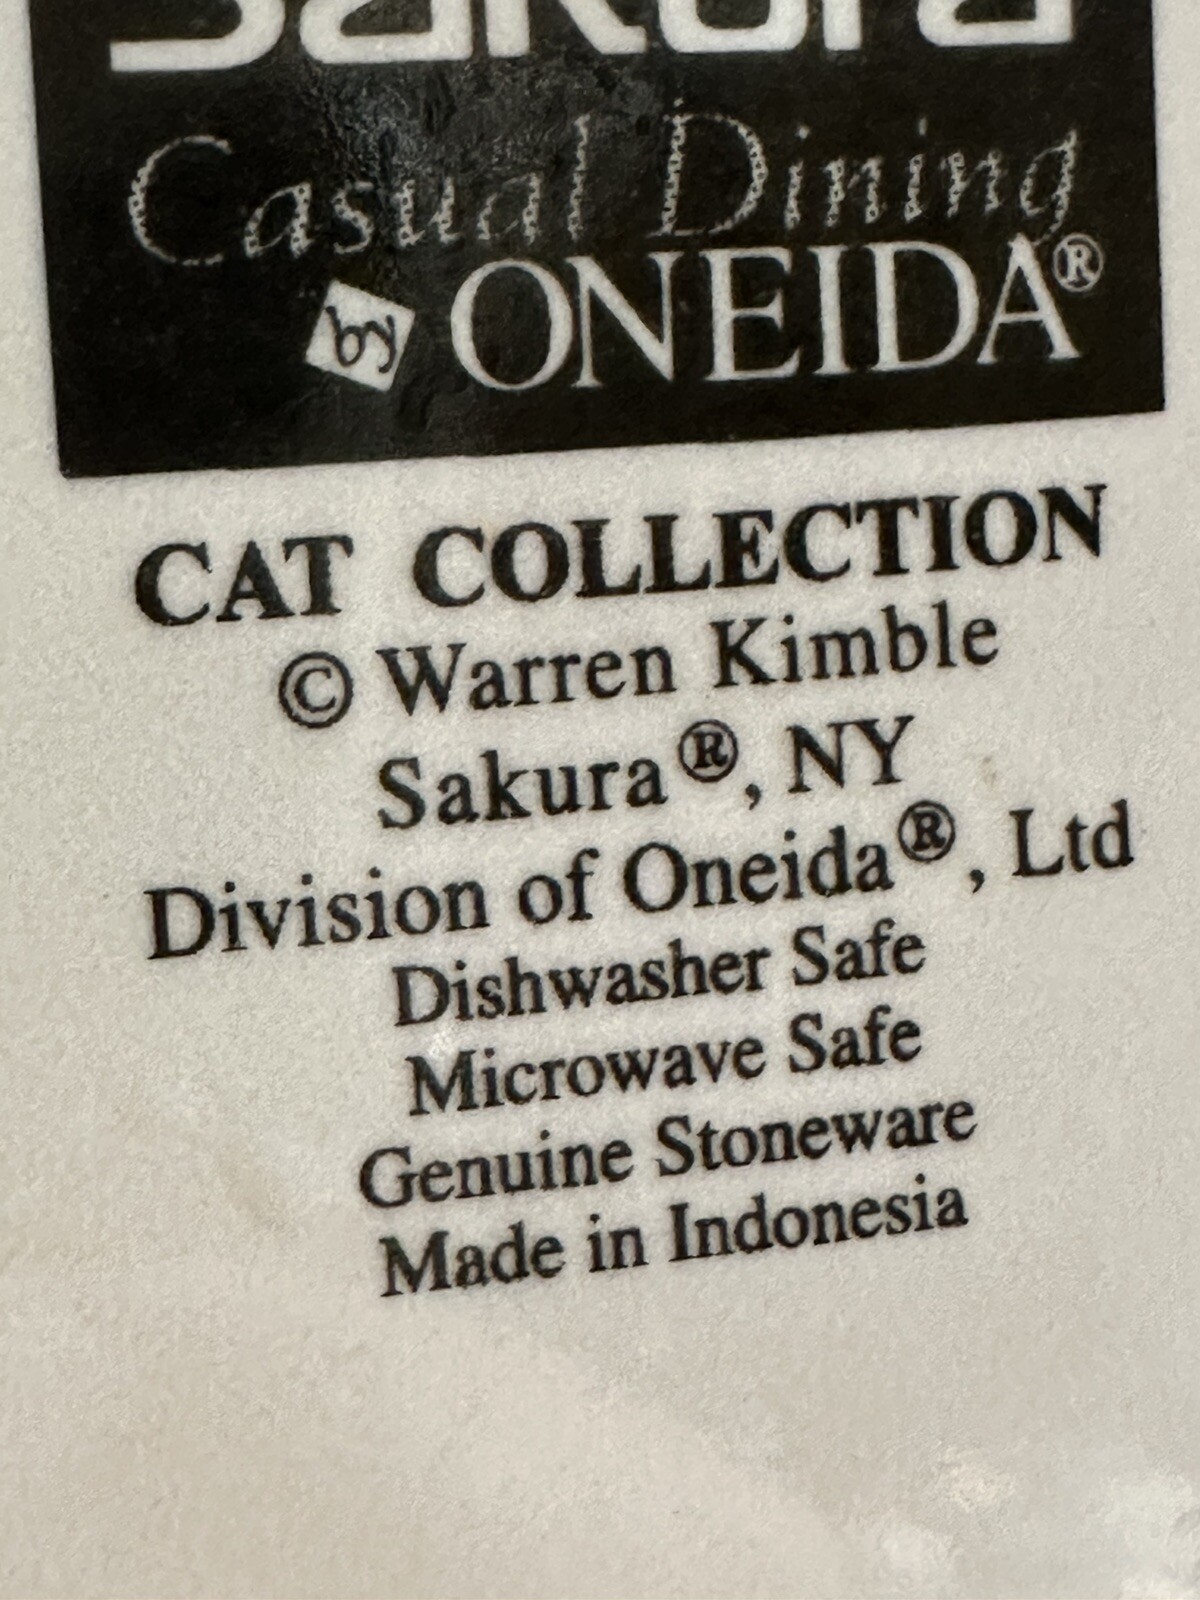 Sakura
Casual Dining
by ONEIDA®
CAT COLLECTION
© Warren Kimble
Sakura®, NY
Division of Oneida®, Ltd
Dishwasher Safe
Microwave Safe
Genuine Stoneware
Made in Indonesia